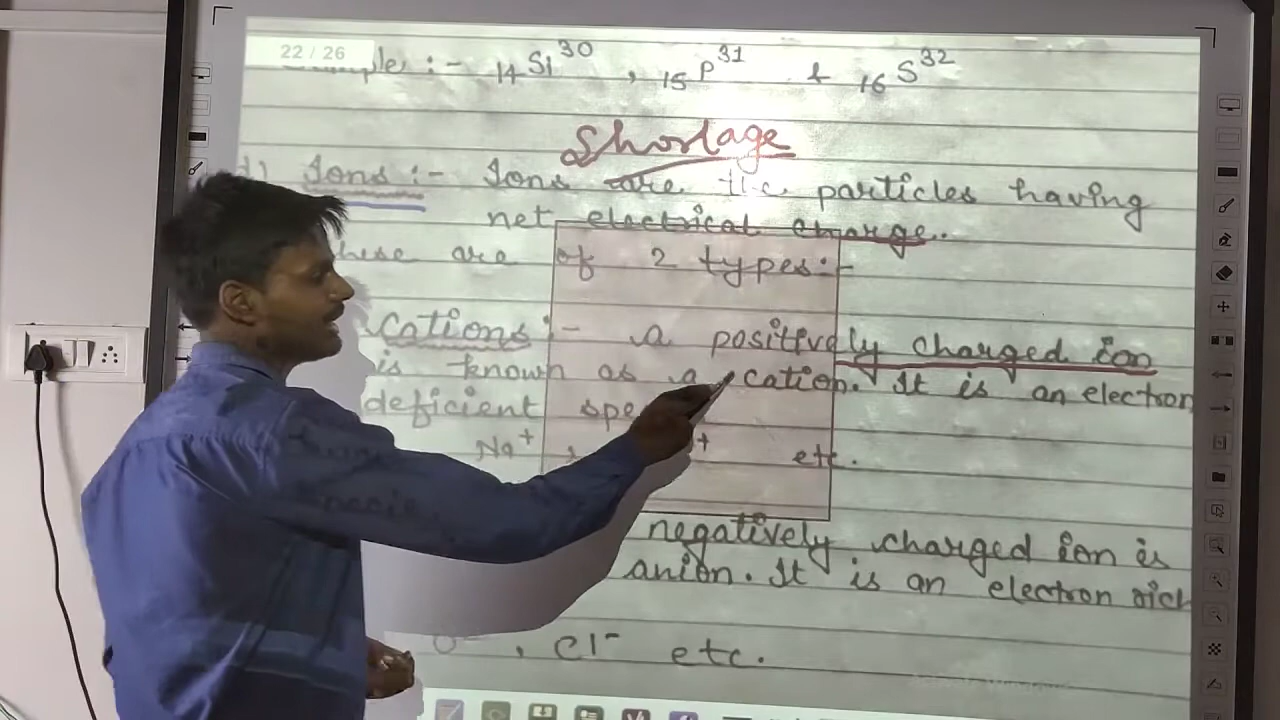 22 / 26
:- 14Si30 , 15P31 & 16S32
Shortage
d) Ions :- Ions are the particles having
net electrical charge.
these are of 2 types:-
Cations :- a positively charged ion
is known as a cation. It is an electron
deficient
Na+ , etc.
negatively charged ion is
anion. It is an electron rich
, Cl- etc.